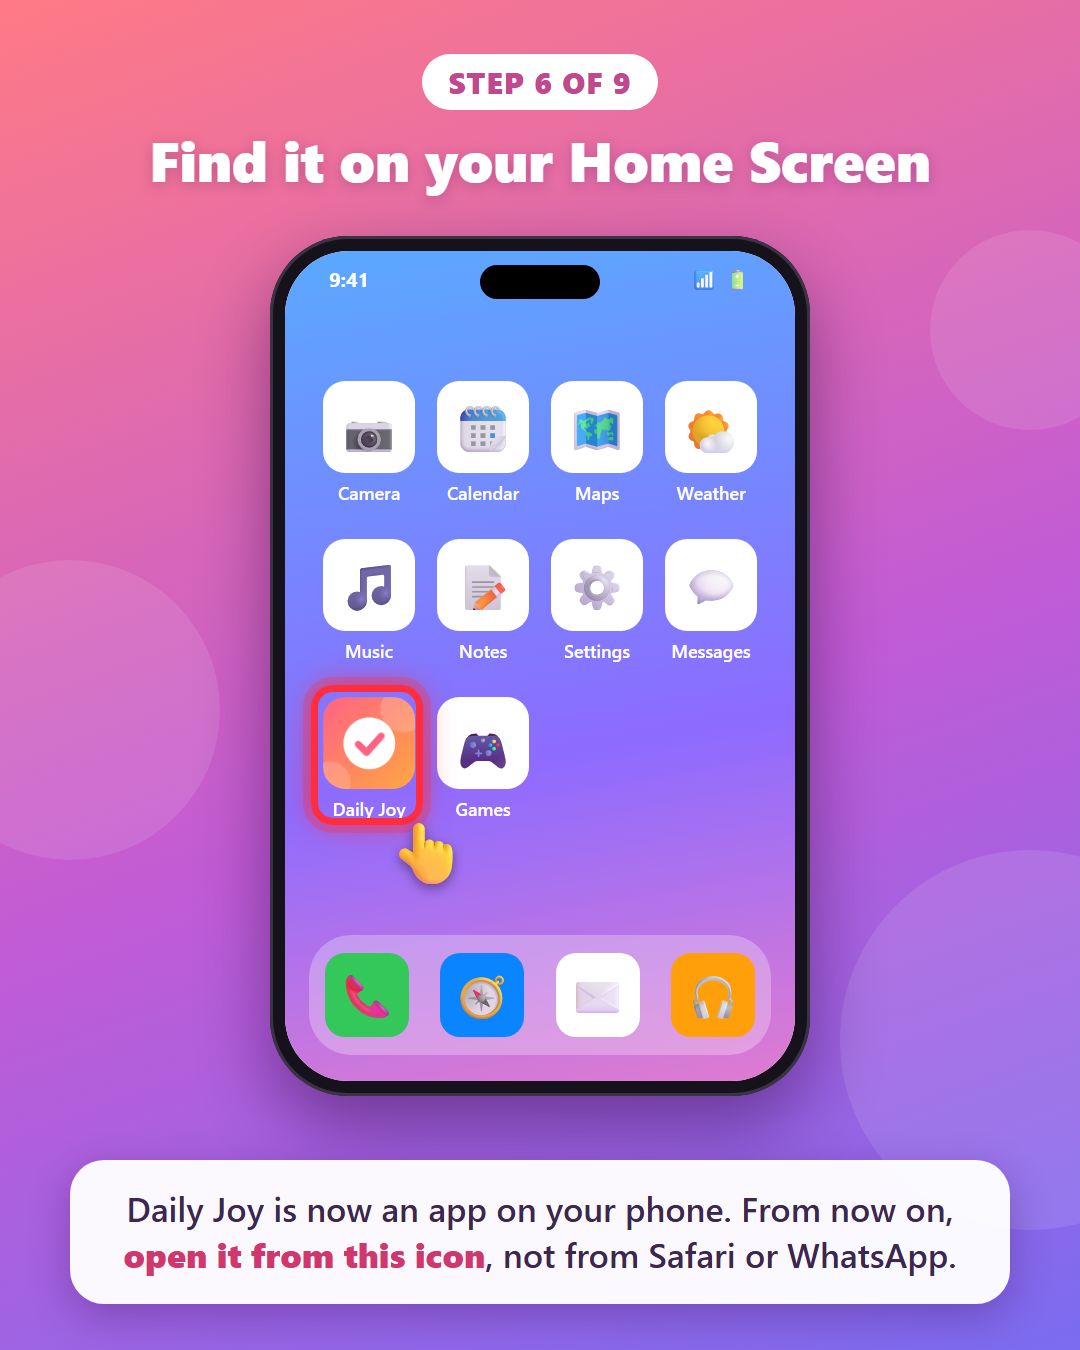 STEP 6 OF 9
Find it on your Home Screen
9:41
Camera Calendar Maps Weather
Music Notes Settings Messages
Daily Joy Games
Daily Joy is now an app on your phone. From now on,
open it from this icon, not from Safari or WhatsApp.